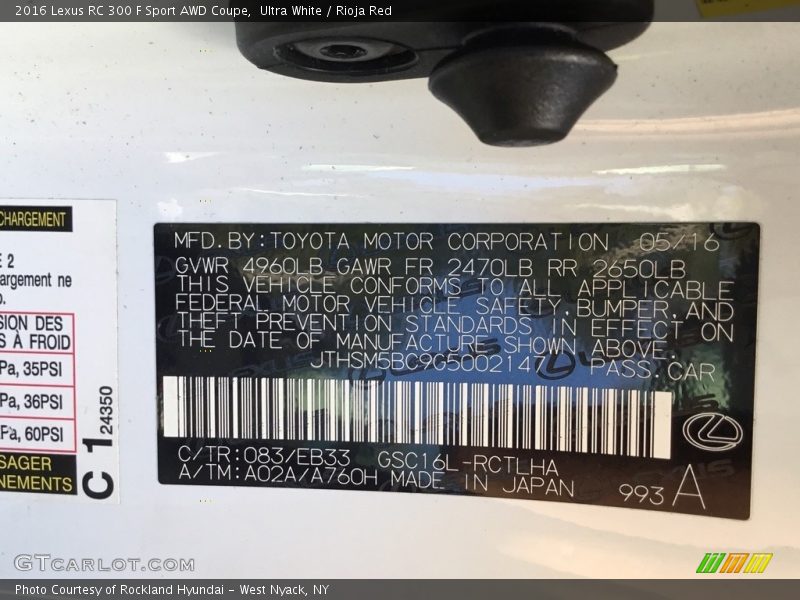 2016 Lexus RC 300 F Sport AWD Coupe,  Ultra White / Rioja Red
CHARGEMENT
E 2
argement ne
SION DES
S À FROID
Pa, 35PSI
Pa, 36PSI
Pa, 60PSI
SAGER
NEMENTS
C 1 24350
MFD.BY:TOYOTA MOTOR CORPORATION 05/16
GVWR 4960LB GAWR FR 2470LB RR 2650LB
THIS VEHICLE CONFORMS TO ALL APPLICABLE
FEDERAL MOTOR VEHICLE SAFETY,BUMPER,AND
THEFT PREVENTION STANDARDS IN EFFECT ON
THE DATE OF MANUFACTURE SHOWN ABOVE.
JTHSM5BC9G5002147 PASS.CAR
C/TR:083/EB33 GSC16L-RCTLHA
A/TM:A02A/A760H MADE IN JAPAN
993 A
GTCARLOT.COM
Photo Courtesy of Rockland Hyundai - West Nyack, NY